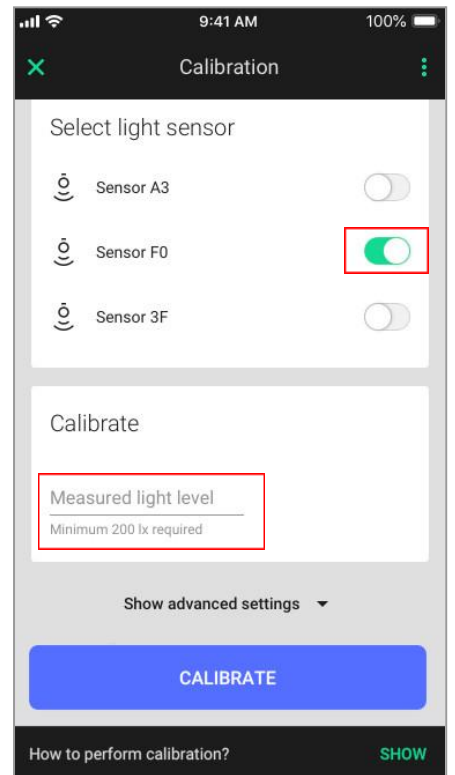 9:41 AM
100%
Calibration
Select light sensor
Sensor A3
Sensor F0
Sensor 3F
Calibrate
Measured light level
Minimum 200 lx required
Show advanced settings
CALIBRATE
How to perform calibration?
SHOW